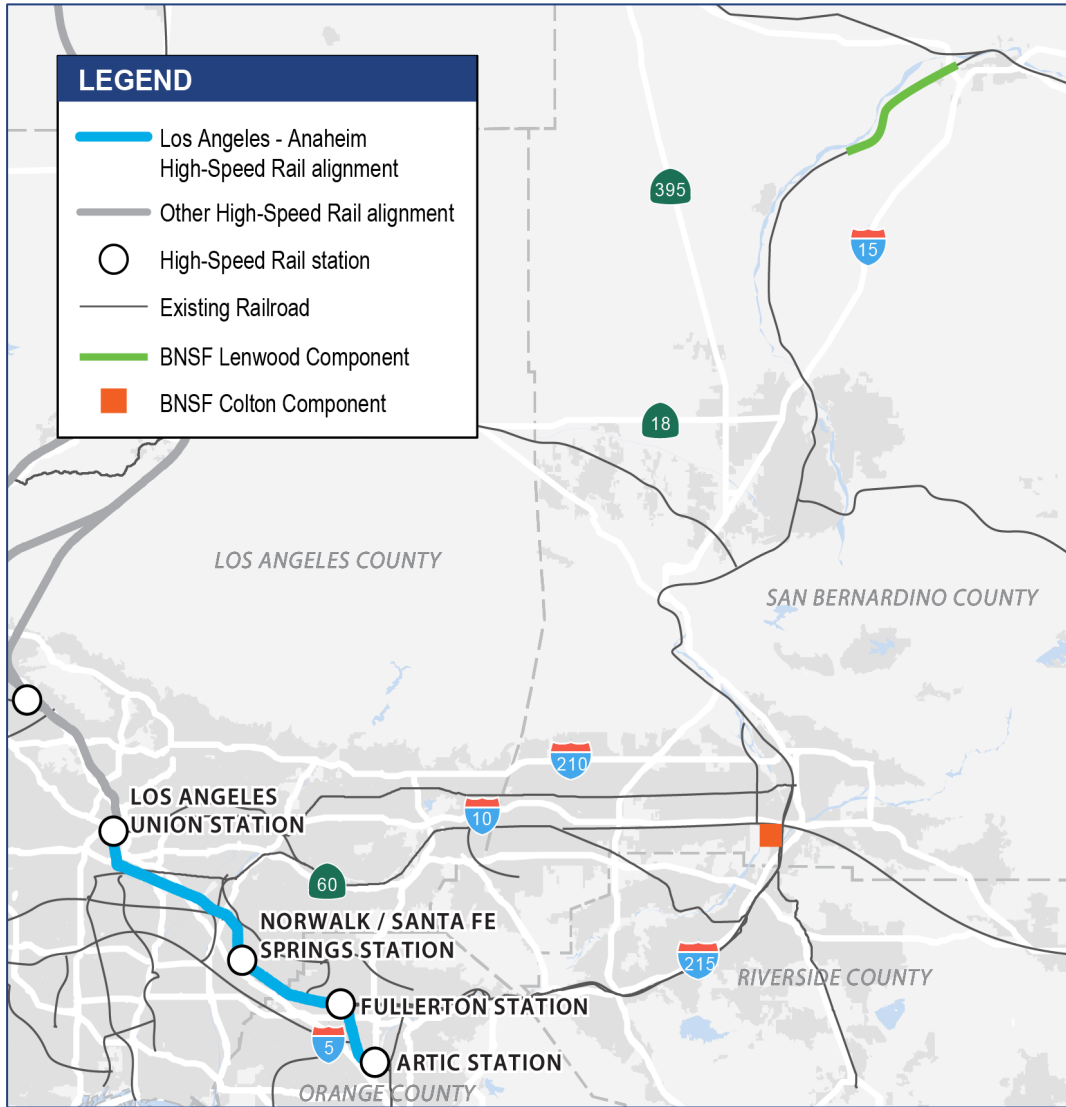 LEGEND
Los Angeles - Anaheim
High-Speed Rail alignment
Other High-Speed Rail alignment
High-Speed Rail station
Existing Railroad
BNSF Lenwood Component
BNSF Colton Component
395
15
18
LOS ANGELES COUNTY
SAN BERNARDINO COUNTY
210
10
LOS ANGELES
UNION STATION
60
NORWALK / SANTA FE
SPRINGS STATION
215
RIVERSIDE COUNTY
FULLERTON STATION
5
ARTIC STATION
ORANGE COUNTY